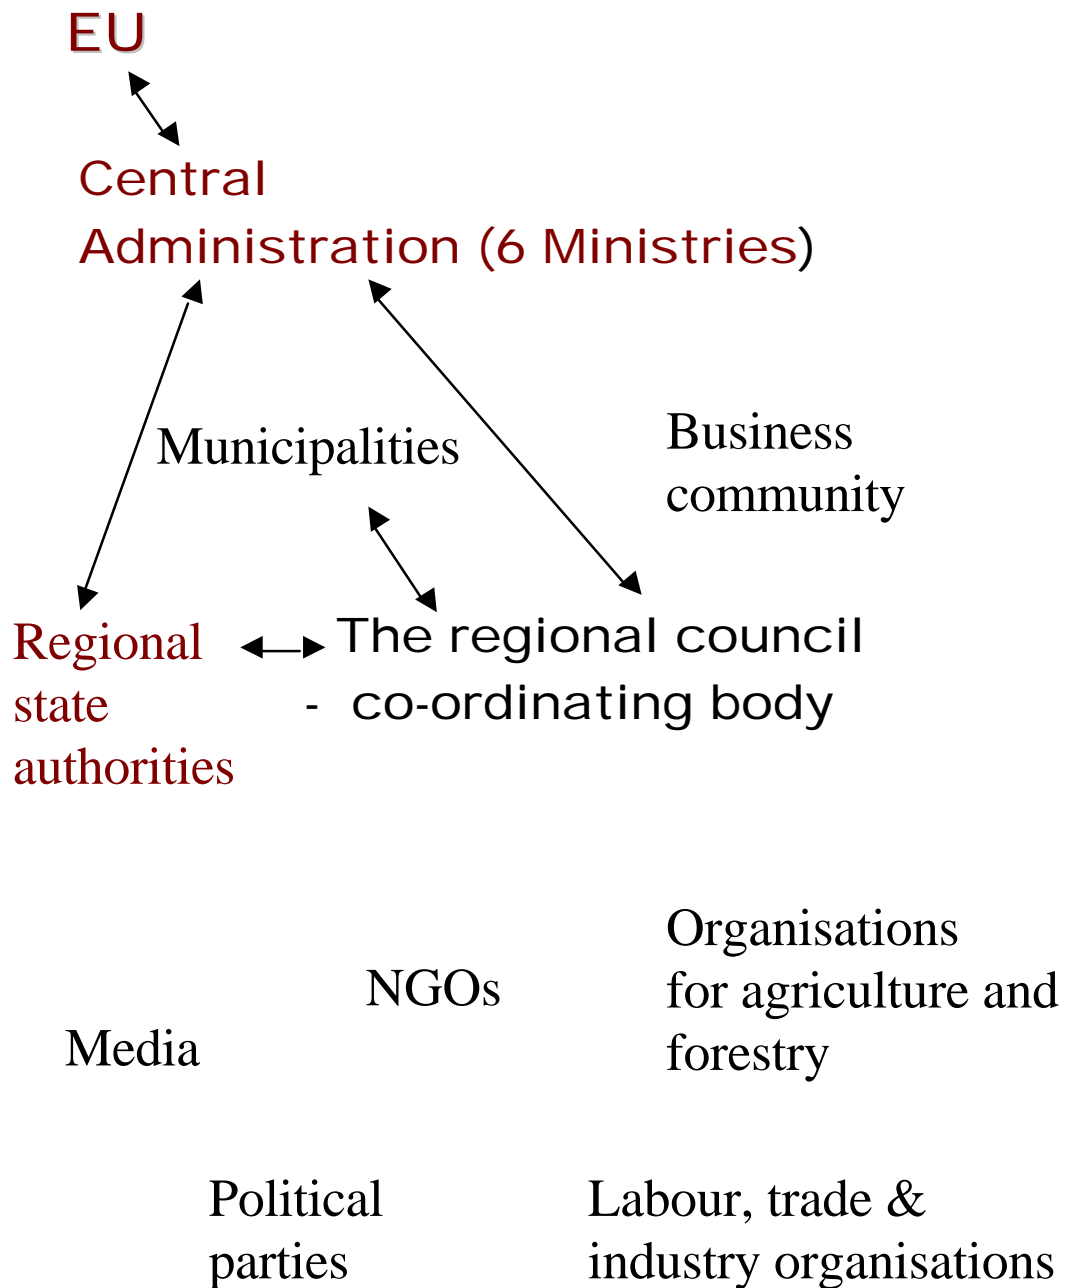 EU
Central
Administration (6 Ministries)
Municipalities
Business
community
Regional
state
authorities
The regional council
- co-ordinating body
Organisations
for agriculture and
forestry
NGOs
Media
Political
parties
Labour, trade &
industry organisations